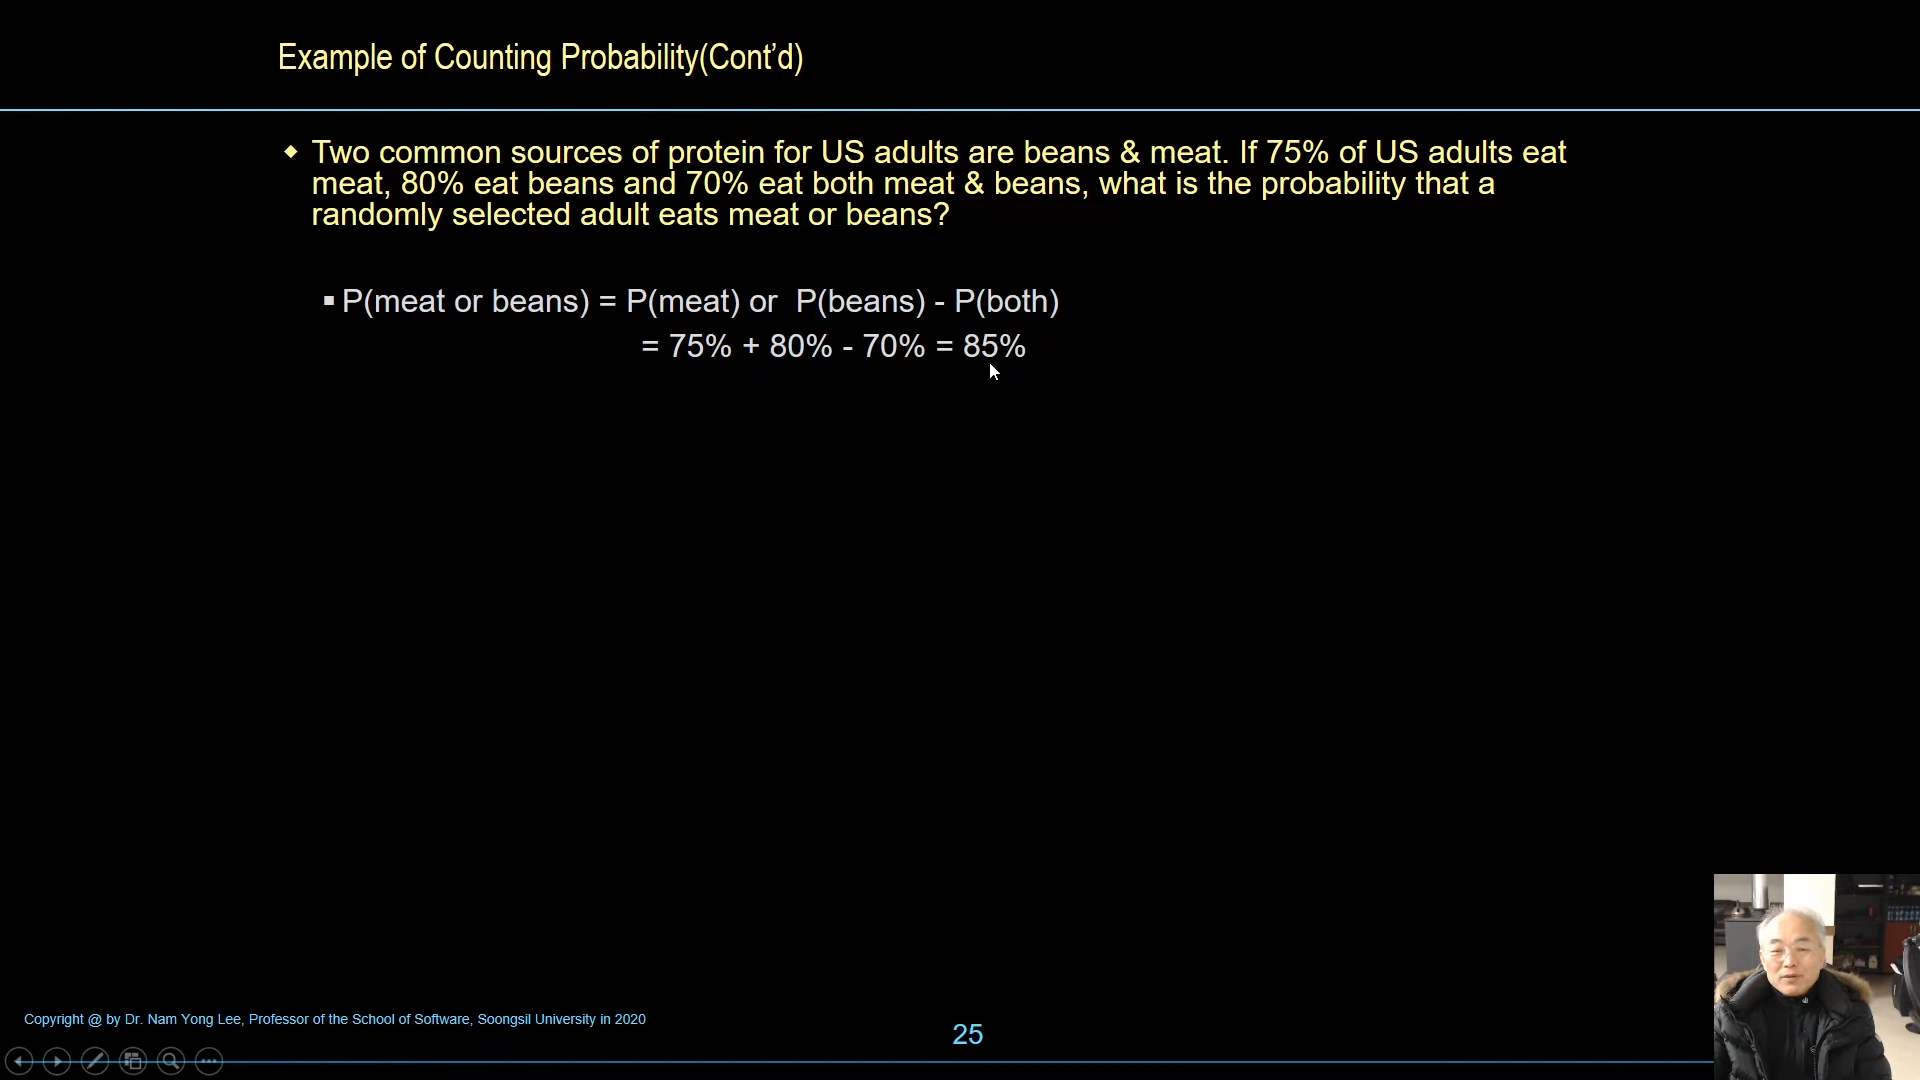 Example of Counting Probability(Cont’d)
Two common sources of protein for US adults are beans & meat. If 75% of US adults eat
meat, 80% eat beans and 70% eat both meat & beans, what is the probability that a
randomly selected adult eats meat or beans?
P(meat or beans) = P(meat) or P(beans) - P(both)
= 75% + 80% - 70% = 85%
Copyright @ by Dr. Nam Yong Lee, Professor of the School of Software, Soongsil University in 2020
25